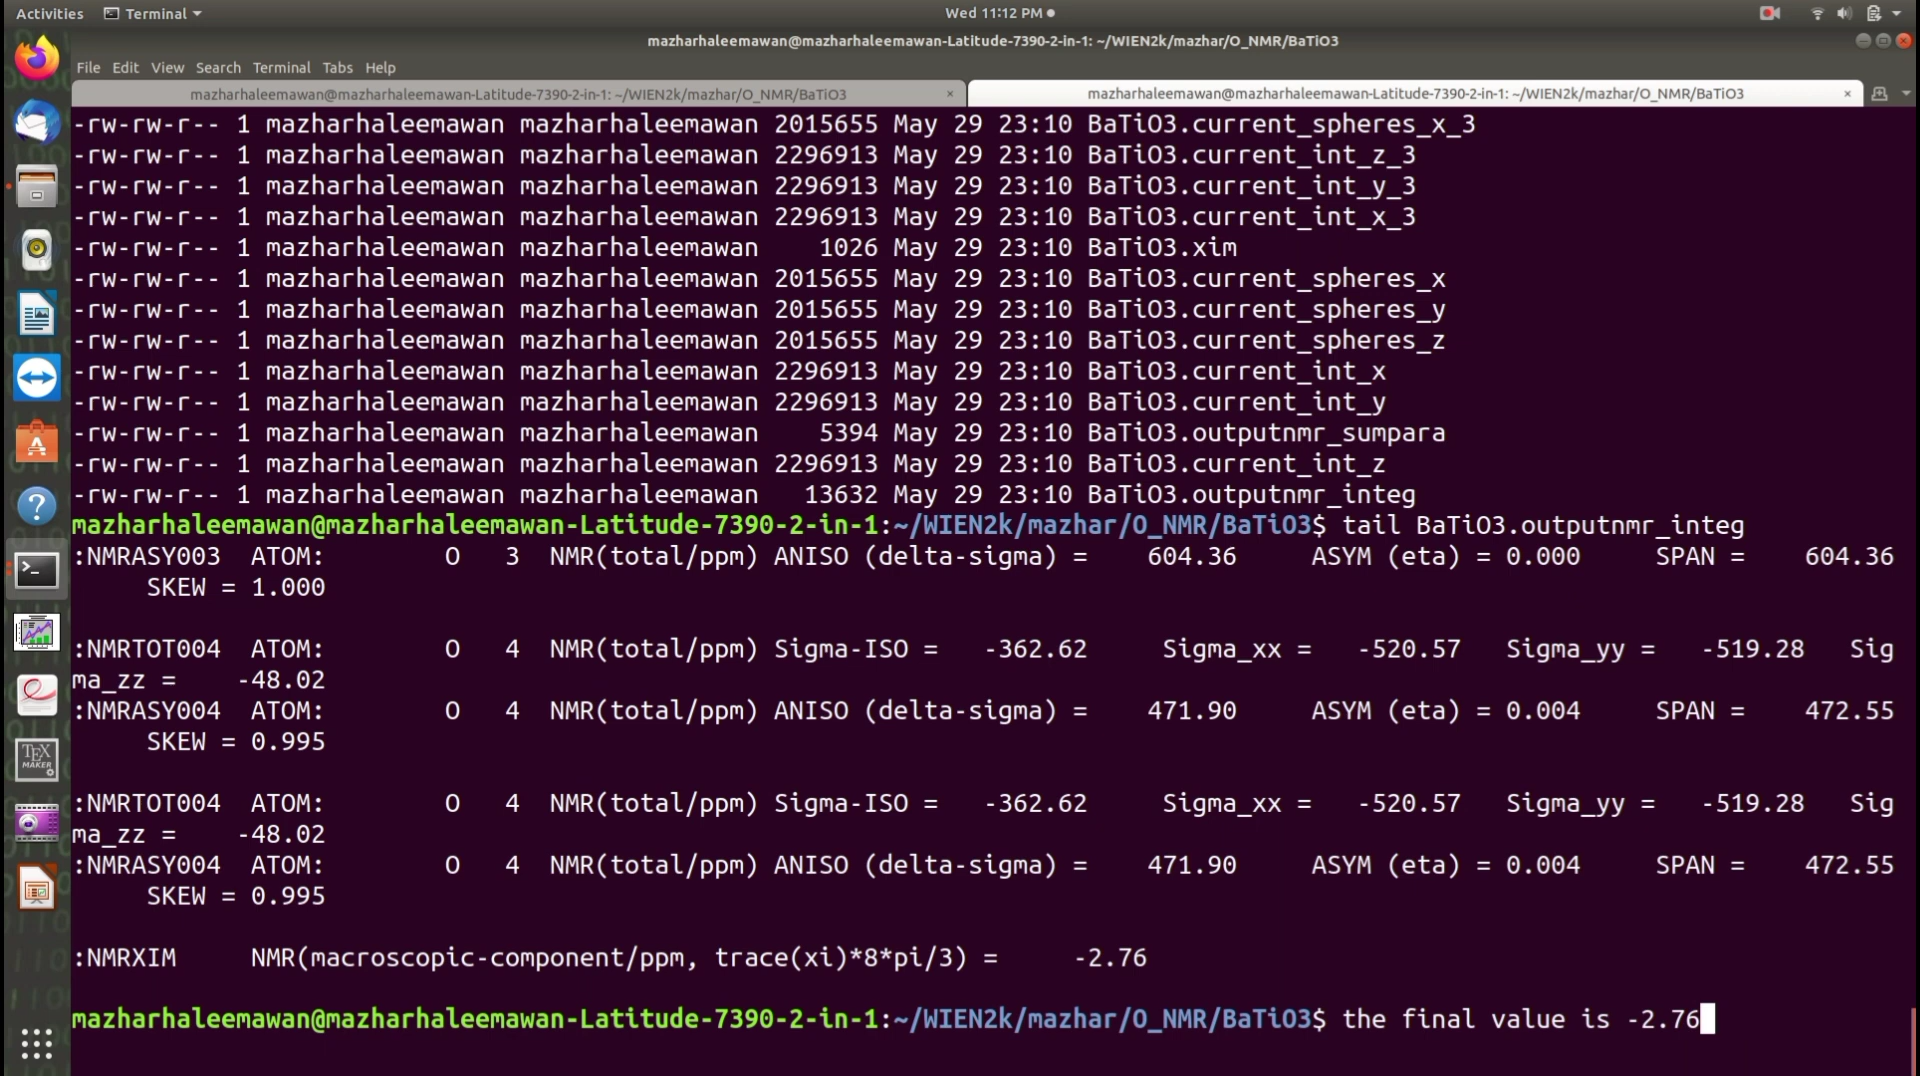 Activities Terminal Wed 11:12 PM
mazharhaleemawan@mazharhaleemawan-Latitude-7390-2-in-1: ~/WIEN2k/mazhar/O_NMR/BaTiO3
File Edit View Search Terminal Tabs Help
mazharhaleemawan@mazharhaleemawan-Latitude-7390-2-in-1: ~/WIEN2k/mazhar/O_NMR/BaTiO3 × mazharhaleemawan@mazharhaleemawan-Latitude-7390-2-in-1: ~/WIEN2k/mazhar/O_NMR/BaTiO3 ×
-rw-rw-r-- 1 mazharhaleemawan mazharhaleemawan 2015655 May 29 23:10 BaTiO3.current_spheres_x_3
-rw-rw-r-- 1 mazharhaleemawan mazharhaleemawan 2296913 May 29 23:10 BaTiO3.current_int_z_3
-rw-rw-r-- 1 mazharhaleemawan mazharhaleemawan 2296913 May 29 23:10 BaTiO3.current_int_y_3
-rw-rw-r-- 1 mazharhaleemawan mazharhaleemawan 2296913 May 29 23:10 BaTiO3.current_int_x_3
-rw-rw-r-- 1 mazharhaleemawan mazharhaleemawan 1026 May 29 23:10 BaTiO3.xim
-rw-rw-r-- 1 mazharhaleemawan mazharhaleemawan 2015655 May 29 23:10 BaTiO3.current_spheres_x
-rw-rw-r-- 1 mazharhaleemawan mazharhaleemawan 2015655 May 29 23:10 BaTiO3.current_spheres_y
-rw-rw-r-- 1 mazharhaleemawan mazharhaleemawan 2015655 May 29 23:10 BaTiO3.current_spheres_z
-rw-rw-r-- 1 mazharhaleemawan mazharhaleemawan 2296913 May 29 23:10 BaTiO3.current_int_x
-rw-rw-r-- 1 mazharhaleemawan mazharhaleemawan 2296913 May 29 23:10 BaTiO3.current_int_y
-rw-rw-r-- 1 mazharhaleemawan mazharhaleemawan 5394 May 29 23:10 BaTiO3.outputnmr_sumpara
-rw-rw-r-- 1 mazharhaleemawan mazharhaleemawan 2296913 May 29 23:10 BaTiO3.current_int_z
-rw-rw-r-- 1 mazharhaleemawan mazharhaleemawan 13632 May 29 23:10 BaTiO3.outputnmr_integ
mazharhaleemawan@mazharhaleemawan-Latitude-7390-2-in-1:~/WIEN2k/mazhar/O_NMR/BaTiO3$ tail BaTiO3.outputnmr_integ
:NMRASY003 ATOM: O 3 NMR(total/ppm) ANISO (delta-sigma) = 604.36 ASYM (eta) = 0.000 SPAN = 604.36
SKEW = 1.000
:NMRTOT004 ATOM: O 4 NMR(total/ppm) Sigma-ISO = -362.62 Sigma_xx = -520.57 Sigma_yy = -519.28 Sig
ma_zz = -48.02
:NMRASY004 ATOM: O 4 NMR(total/ppm) ANISO (delta-sigma) = 471.90 ASYM (eta) = 0.004 SPAN = 472.55
SKEW = 0.995
:NMRTOT004 ATOM: O 4 NMR(total/ppm) Sigma-ISO = -362.62 Sigma_xx = -520.57 Sigma_yy = -519.28 Sig
ma_zz = -48.02
:NMRASY004 ATOM: O 4 NMR(total/ppm) ANISO (delta-sigma) = 471.90 ASYM (eta) = 0.004 SPAN = 472.55
SKEW = 0.995
:NMRXIM NMR(macroscopic-component/ppm, trace(xi)*8*pi/3) = -2.76
mazharhaleemawan@mazharhaleemawan-Latitude-7390-2-in-1:~/WIEN2k/mazhar/O_NMR/BaTiO3$ the final value is -2.76
TEX
MAKER